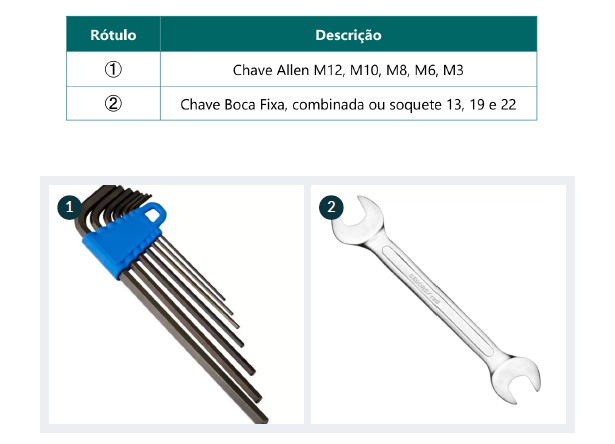 Rótulo Descrição
① Chave Allen M12, M10, M8, M6, M3
② Chave Boca Fixa, combinada ou soquete 13, 19 e 22
1 2